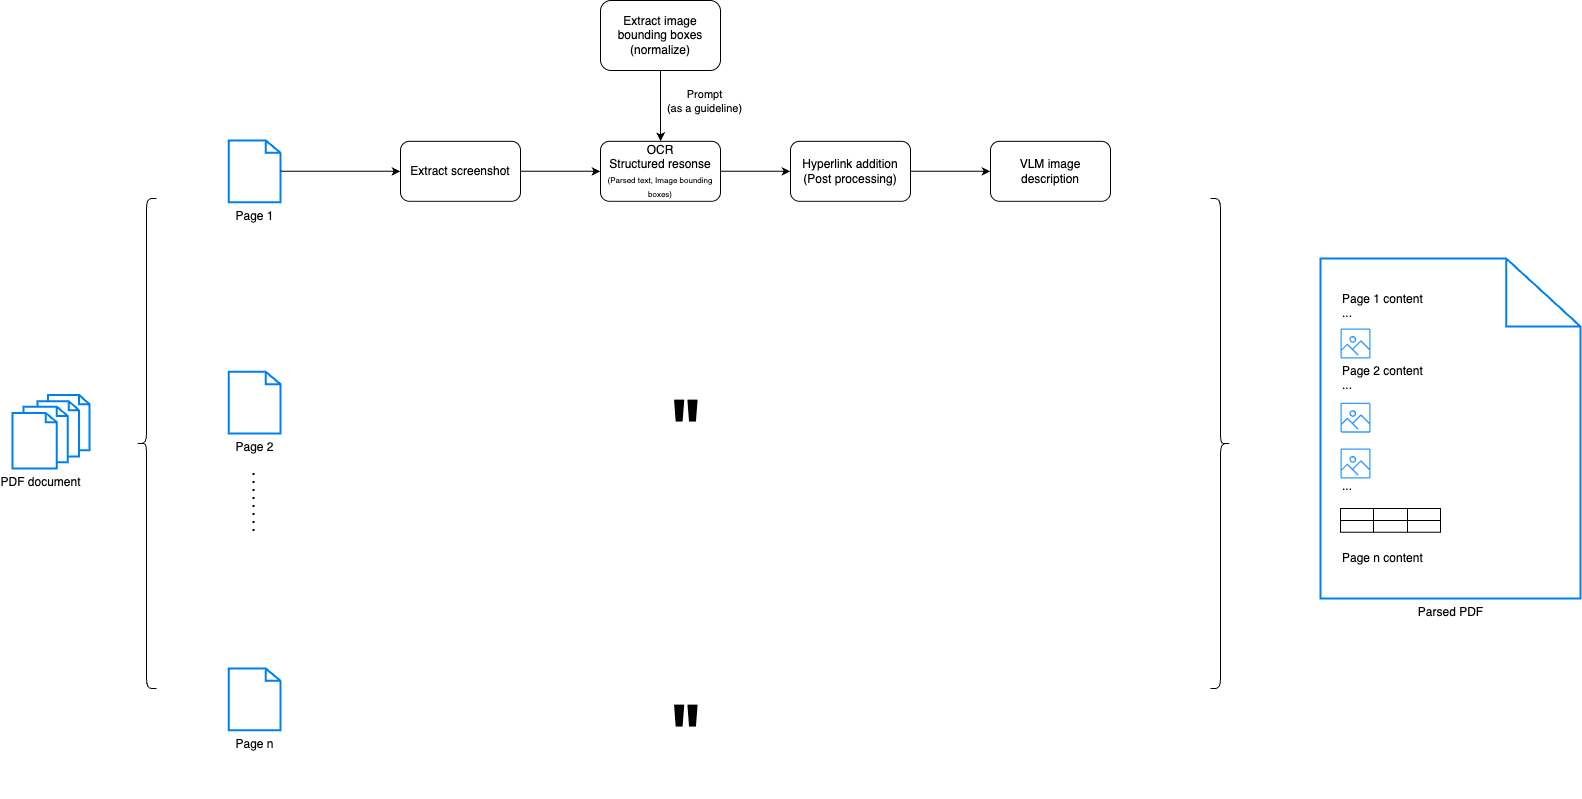 Extract image
bounding boxes
(normalize)
Prompt
(as a guideline)
Page 1
Extract screenshot
OCR
Structured resonse
(Parsed text, Image bounding
boxes)
Hyperlink addition
(Post processing)
VLM image
description
PDF document
Page 2
"
Page n
"
Page 1 content
...
Page 2 content
...
...
Page n content
Parsed PDF